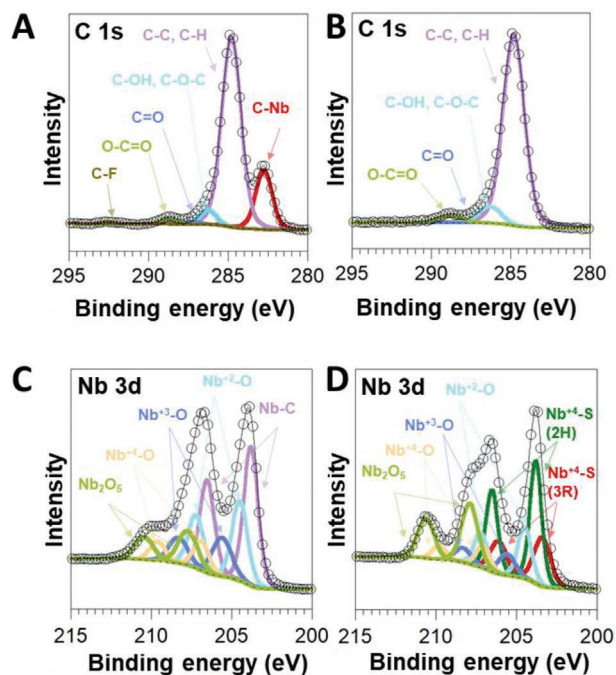 A
C 1s
C-C, C-H
C-OH, C-O-C
C=O
C-Nb
O-C=O
C-F
Intensity
295 290 285 280
Binding energy (eV)
B
C 1s
C-C, C-H
C-OH, C-O-C
C=O
O-C=O
Intensity
295 290 285 280
Binding energy (eV)
C
Nb 3d
Nb⁺²-O
Nb⁺³-O
Nb-C
Nb⁺⁴-O
Nb₂O₅
Intensity
215 210 205 200
Binding energy (eV)
D
Nb 3d
Nb⁺²-O
Nb⁺³-O
Nb⁺⁴-S
(2H)
Nb⁺⁴-O
Nb₂O₅
Nb⁺⁴-S
(3R)
Intensity
215 210 205 200
Binding energy (eV)